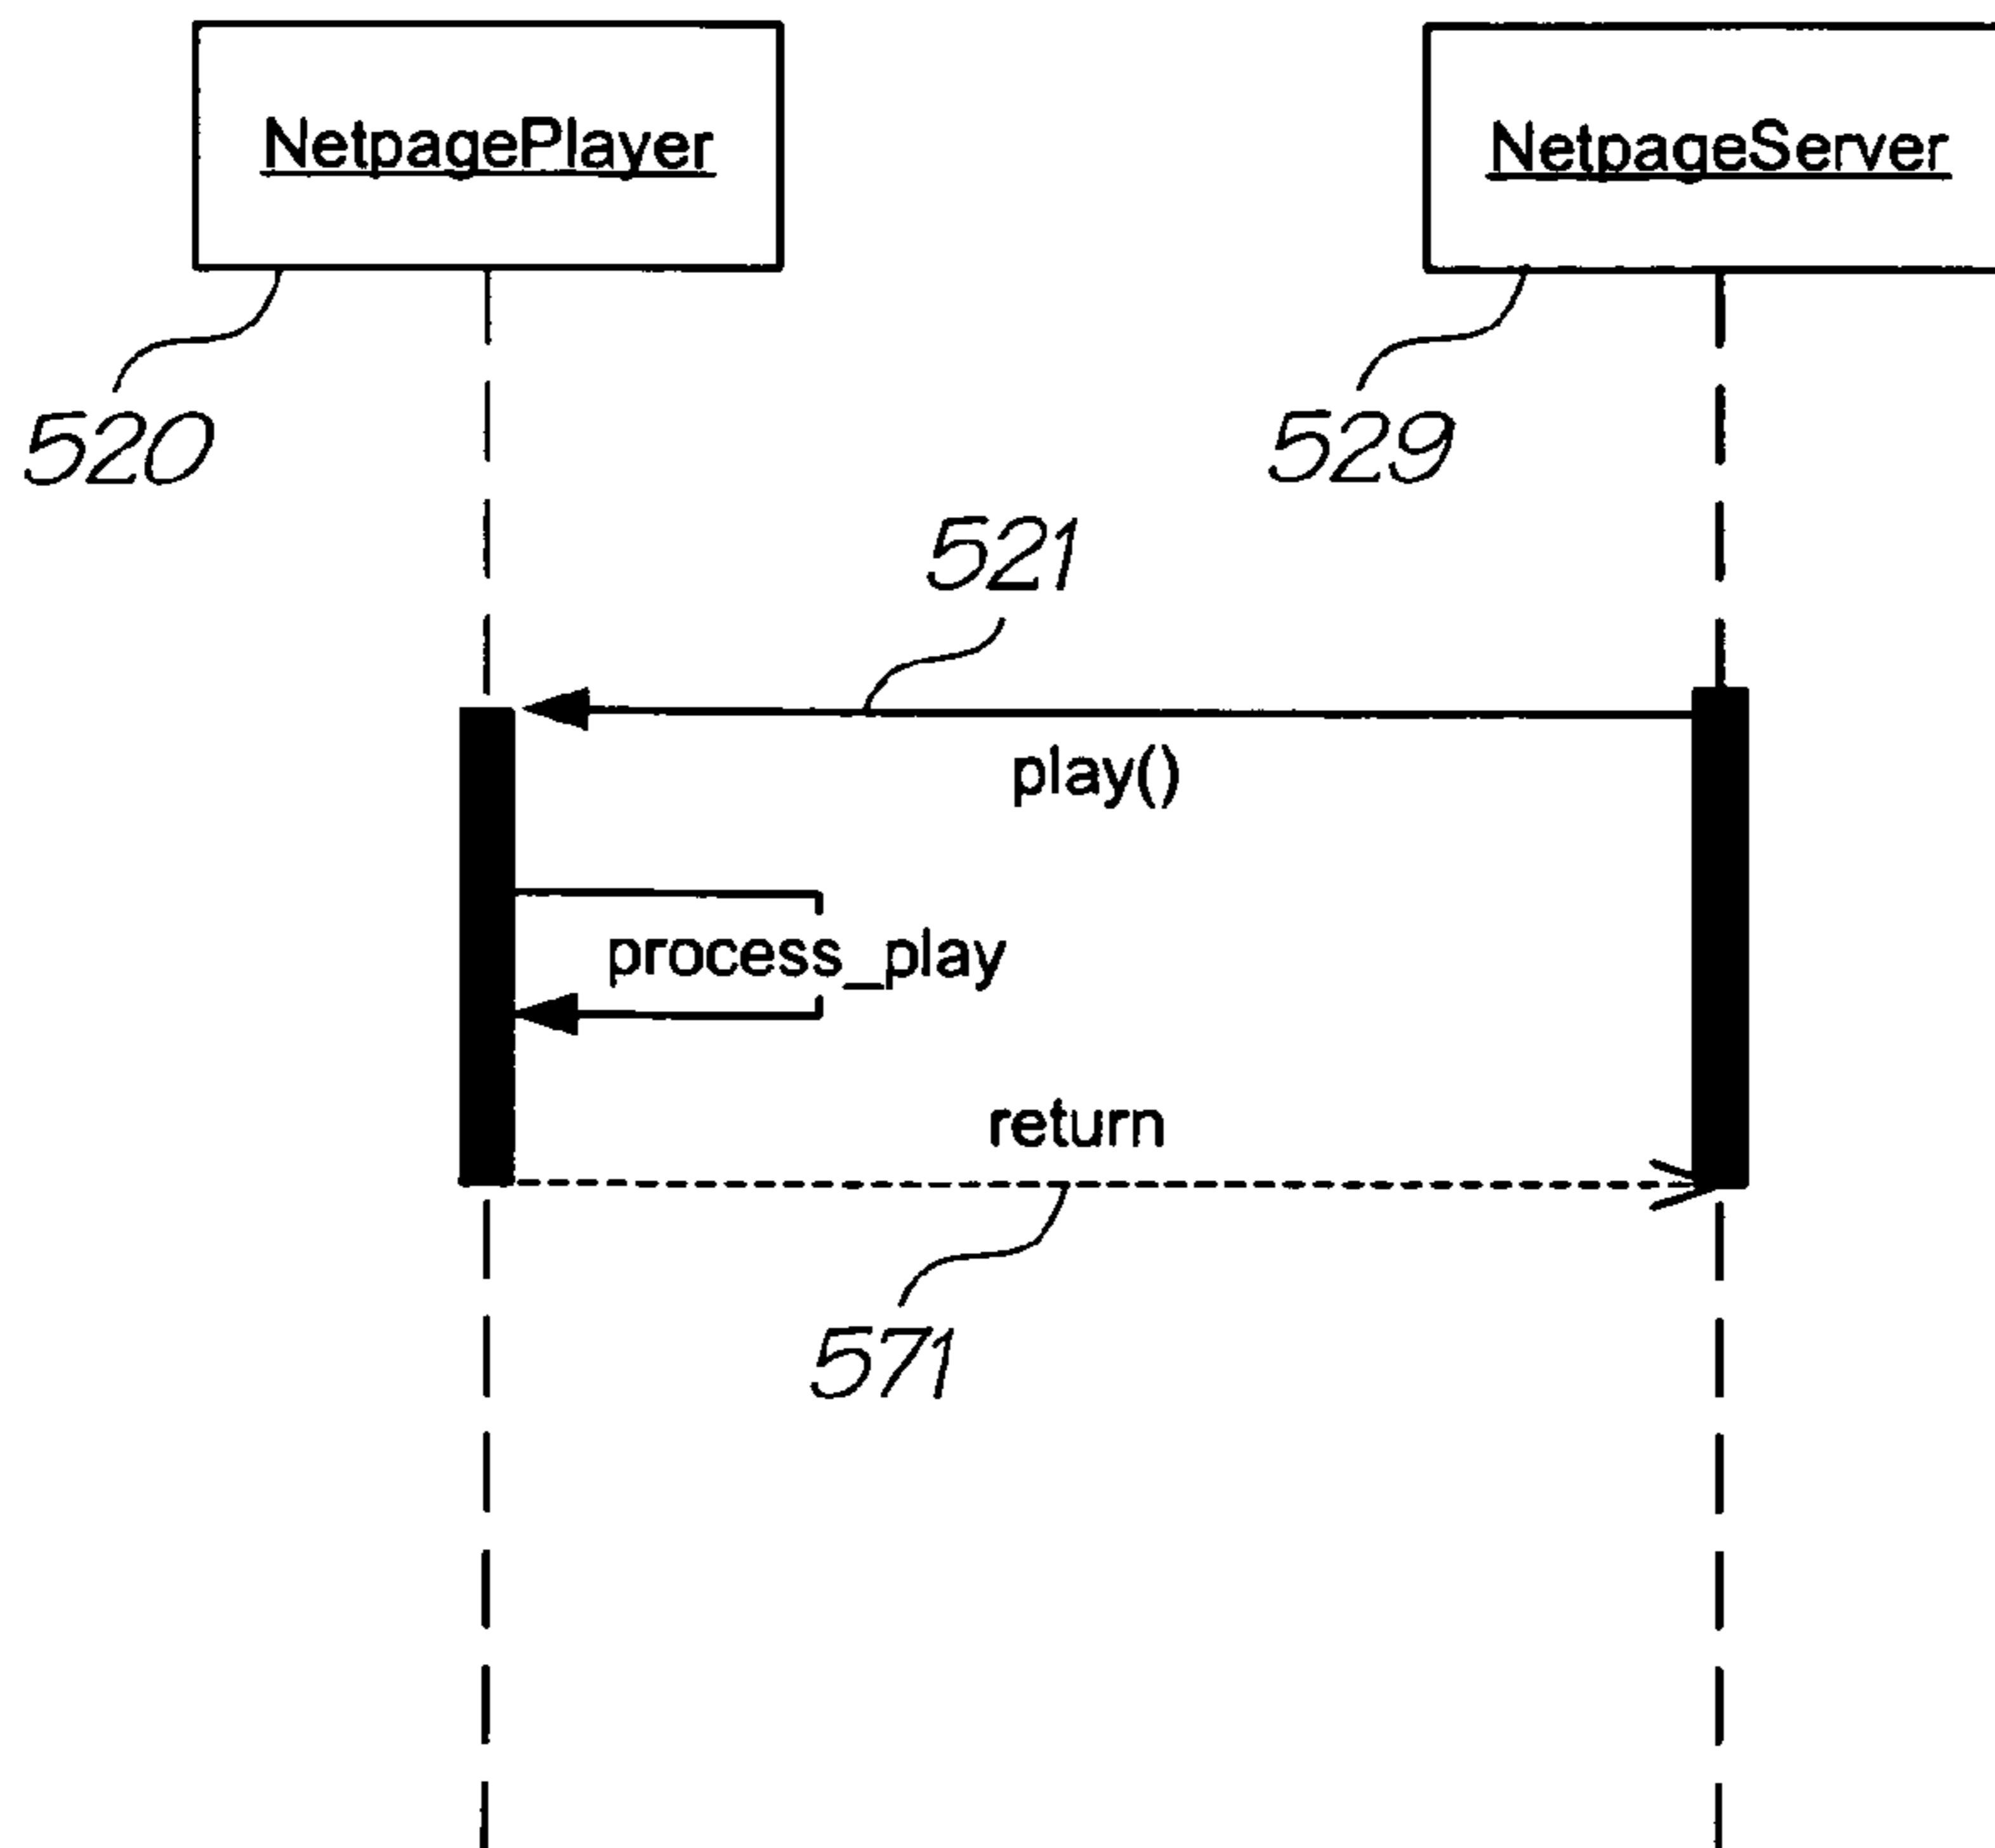 NetpagePlayer
NetpageServer
520
529
521
play()
process_play
return
571